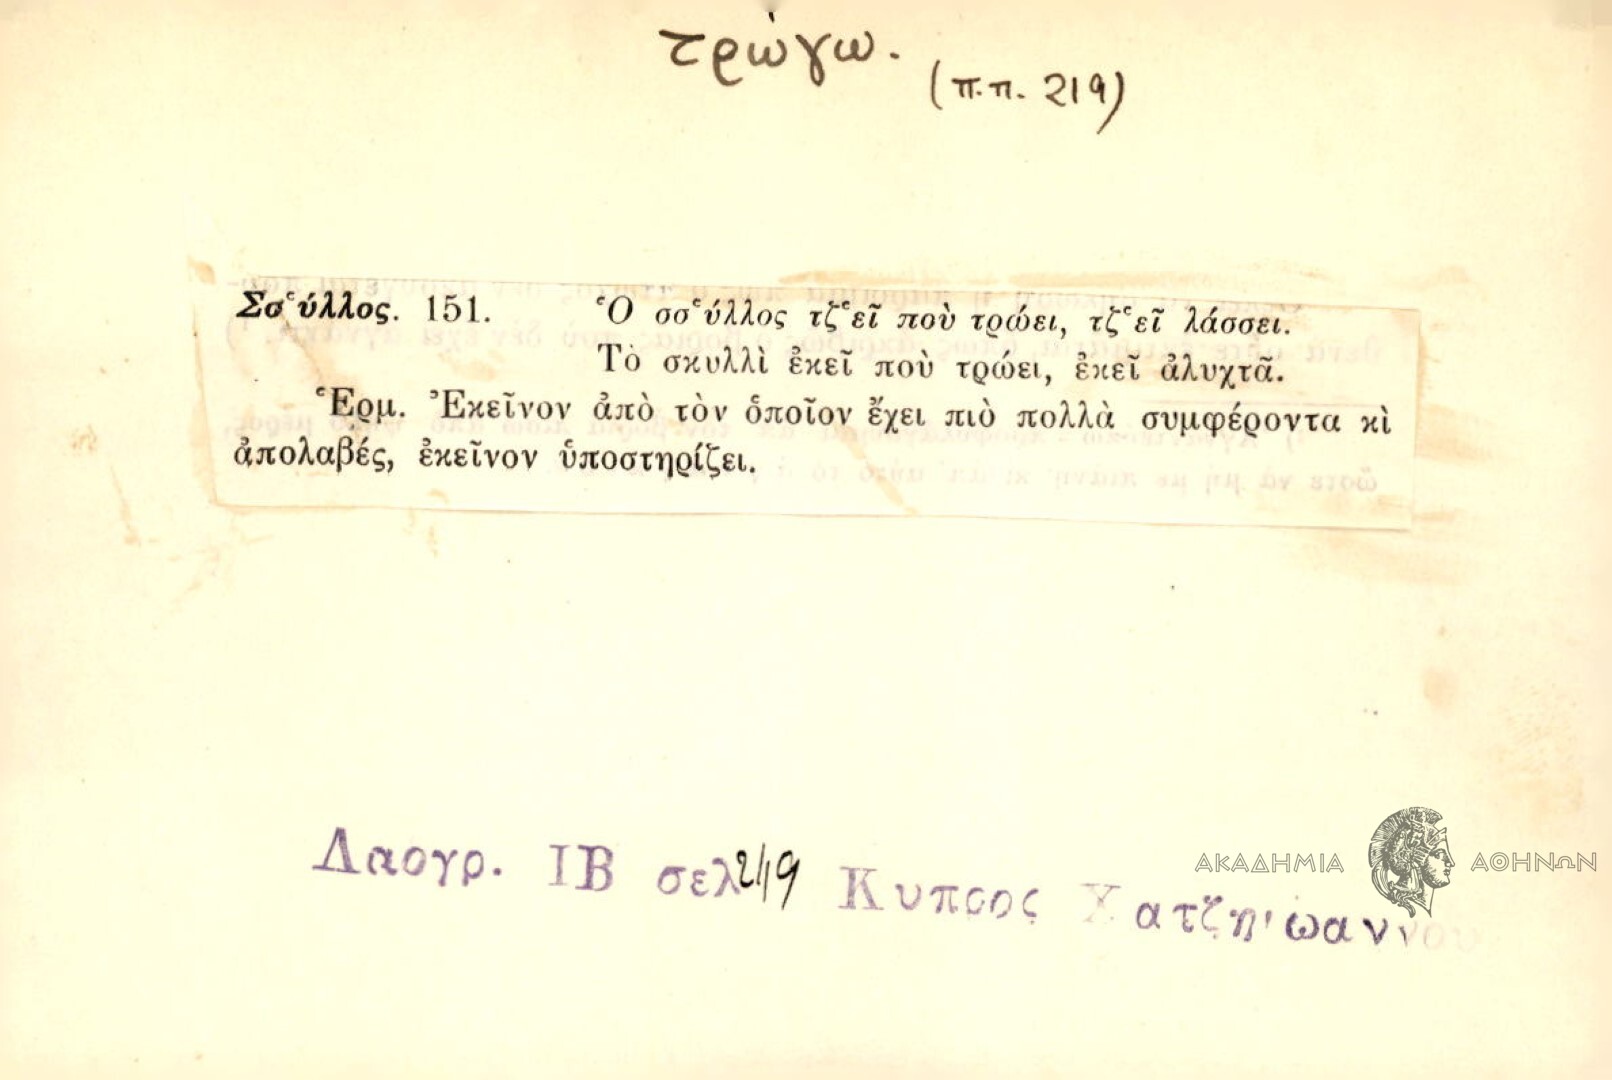 τρώγω.
(π.π. 219)
Σσ̔ύλλος. 151. Ὁ σσ̔ύλλος τζ̔εῖ ποὺ τρώει, τζ̔εῖ λάσσει.
Τὸ σκυλλὶ ἐκεῖ ποὺ τρώει, ἐκεῖ ἀλυχτᾶ.
Ἑρμ. Ἐκεῖνον ἀπὸ τὸν ὁποῖον ἔχει πιὸ πολλὰ συμφέροντα κὶ
ἀπολαβές, ἐκεῖνον ὑποστηρίζει.
ΑΚΑΔΗΜΙΑ ΑΘΗΝΩΝ
Λαογρ. ΙΒ σελ 219 Κυπρος Χατζηιωαννου